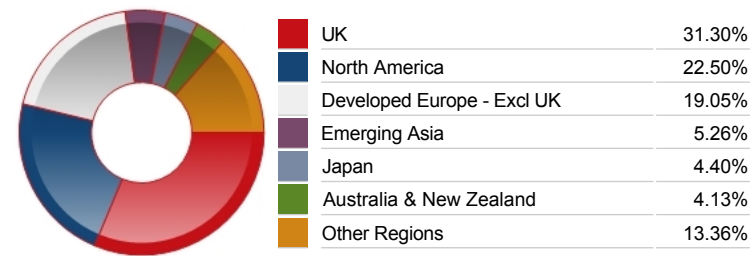 UK 31.30%
North America 22.50%
Developed Europe - Excl UK 19.05%
Emerging Asia 5.26%
Japan 4.40%
Australia & New Zealand 4.13%
Other Regions 13.36%